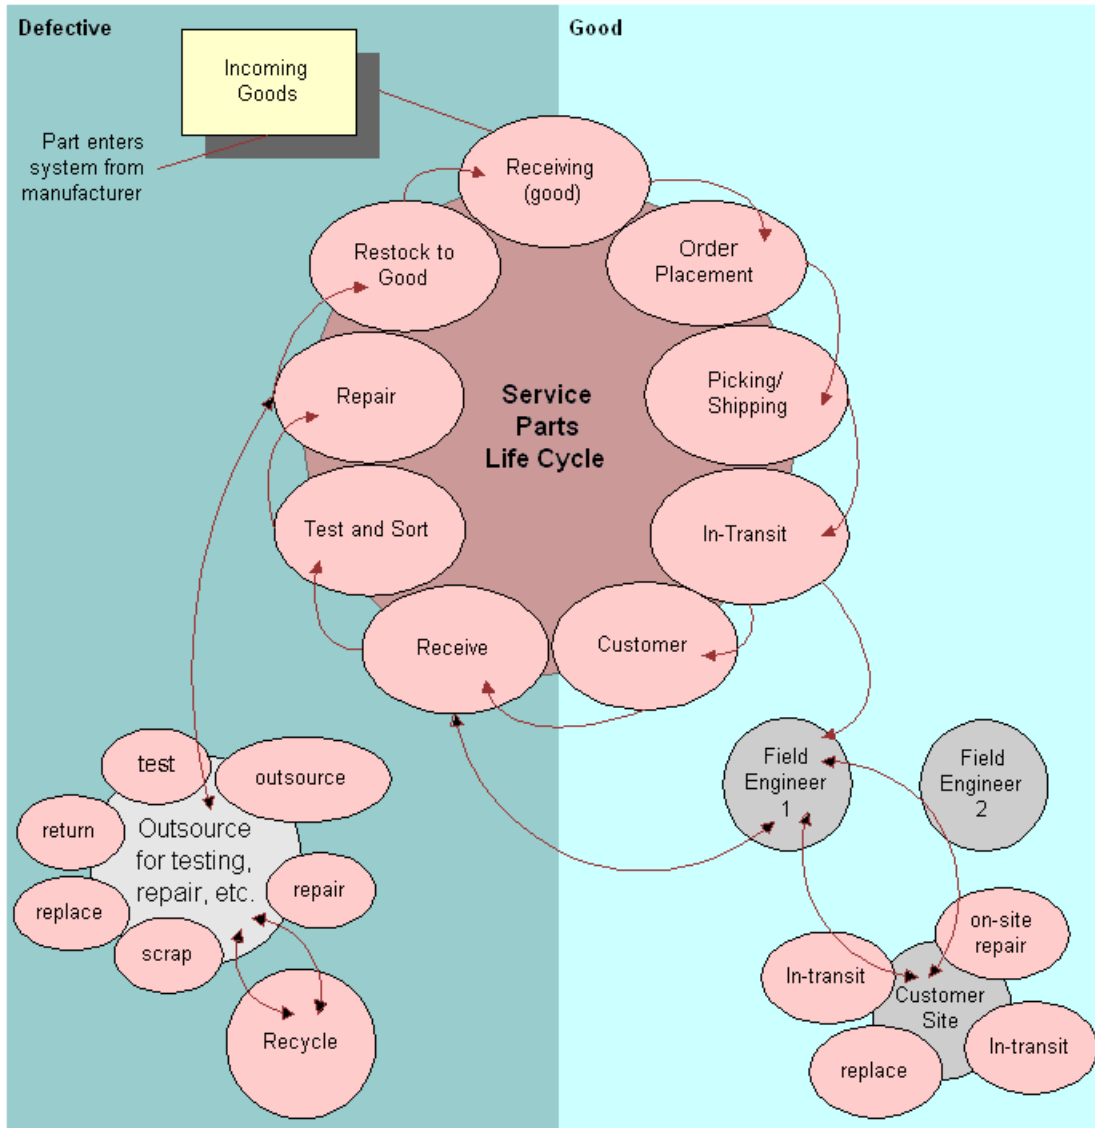 Defective
Good
Incoming
Goods
Part enters
system from
manufacturer
Receiving
(good)
Restock to
Good
Order
Placement
Repair
Picking/
Shipping
Service
Parts
Life Cycle
Test and Sort
In-Transit
Receive
Customer
test
outsource
return
Outsource
for testing,
repair, etc.
replace
repair
scrap
Recycle
Field
Engineer
1
Field
Engineer
2
on-site
repair
In-transit
Customer
Site
In-transit
replace